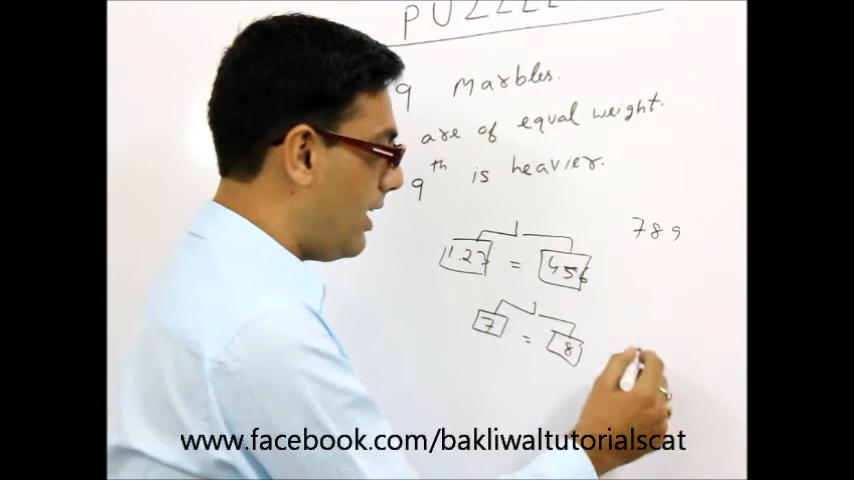 PUZZLE
9 Marbles.
are of equal weight.
9th is heavier.
789
123 = 456
7 = 8
www.facebook.com/bakliwaltutorialscat